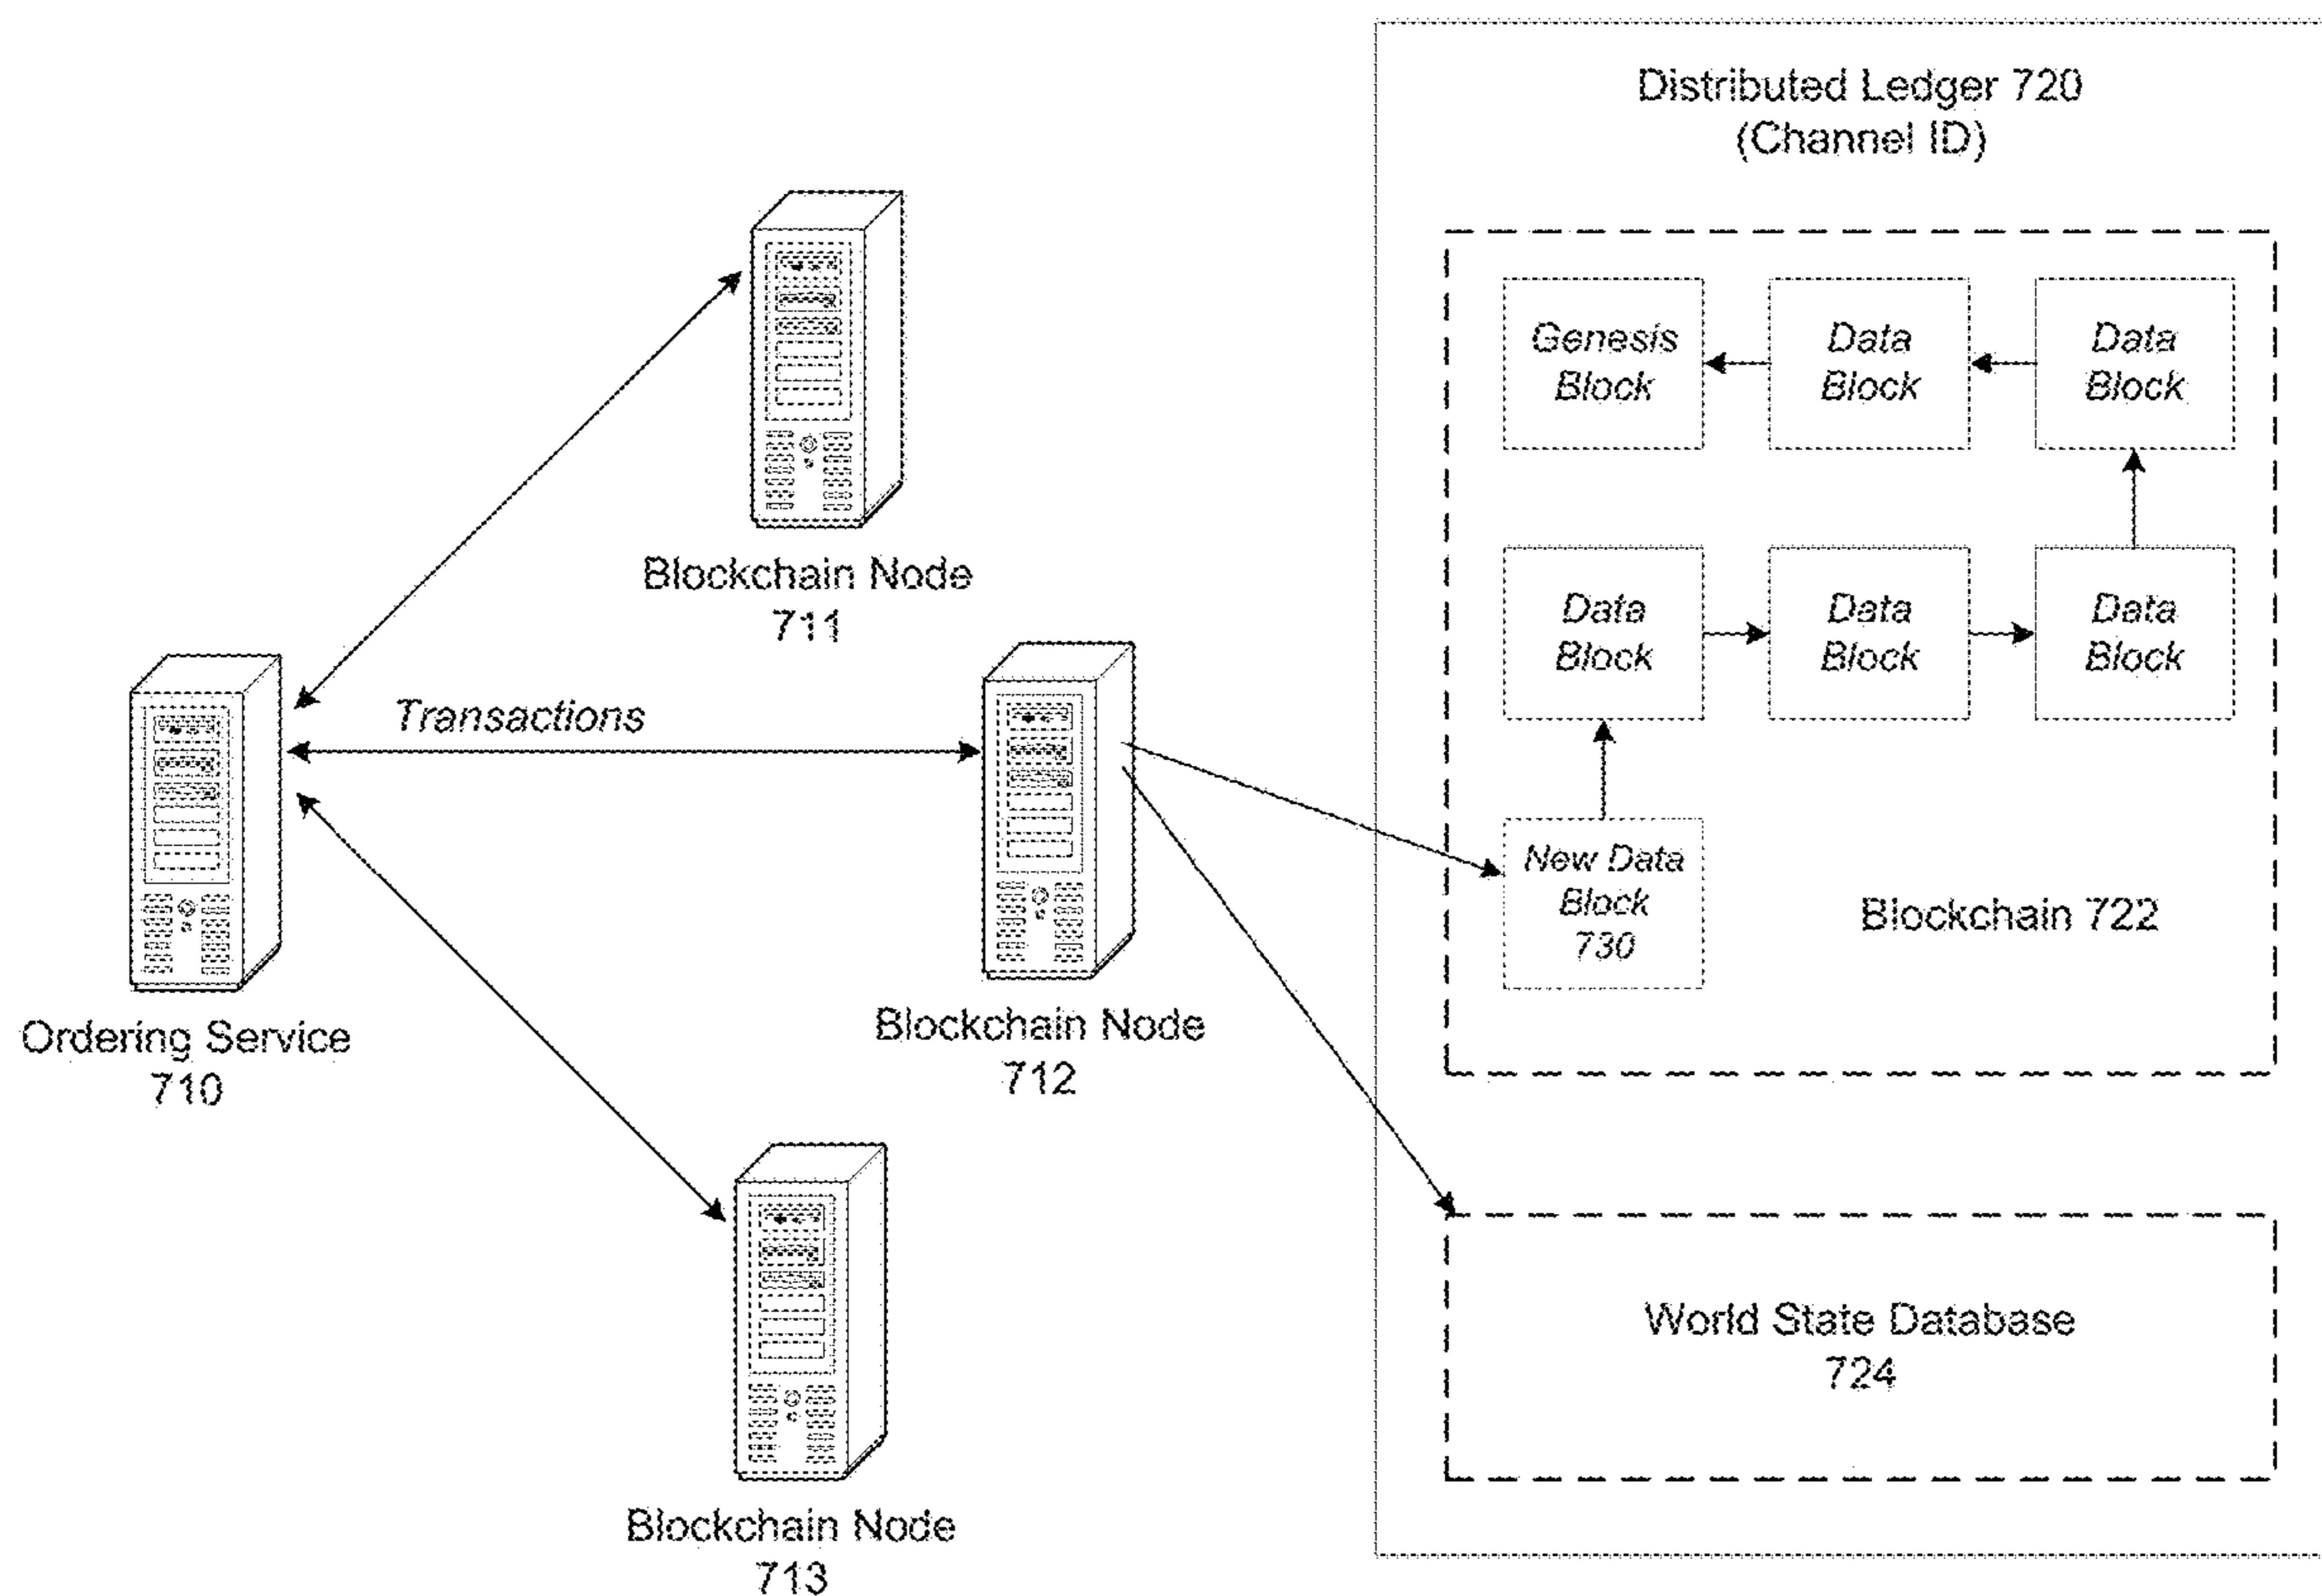 Distributed Ledger 720
(Channel ID)
Genesis
Block
Data
Block
Data
Block
Blockchain Node
711
Data
Block
Data
Block
Data
Block
Transactions
New Data
Block
730
Blockchain 722
Ordering Service
710
Blockchain Node
712
World State Database
724
Blockchain Node
713